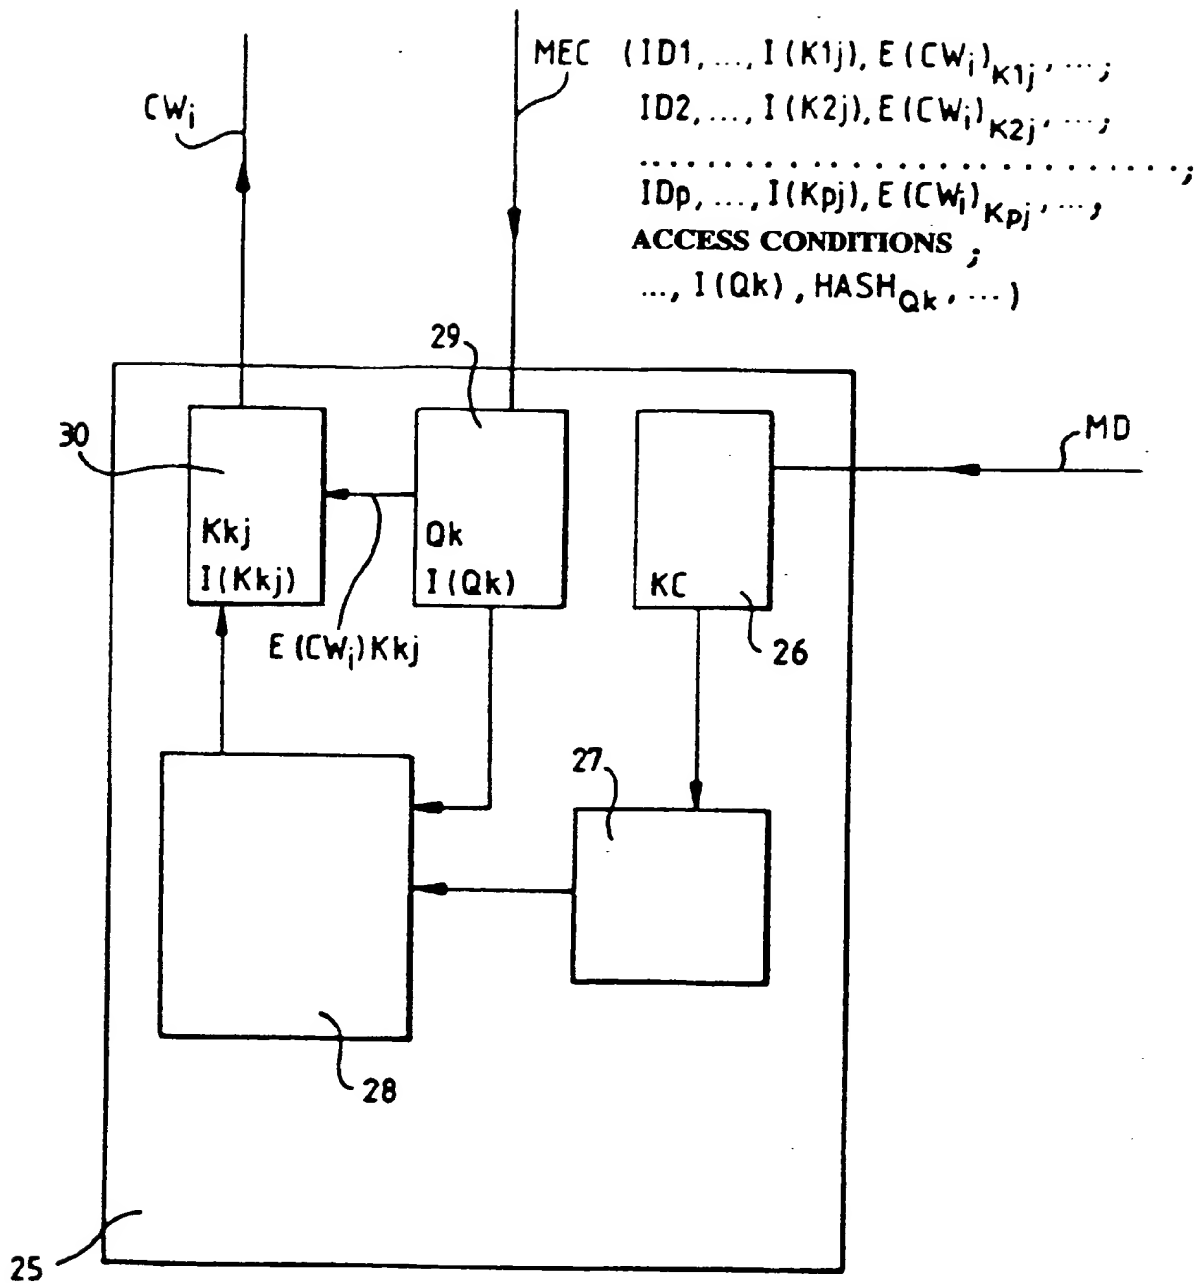 MEC (ID1, ..., I(K1j), E(CWi)K1j, ...;
CWi
ID2, ..., I(K2j), E(CWi)K2j, ...;
..............................;
IDp, ..., I(Kpj), E(CWi)Kpj, ...,
ACCESS CONDITIONS ;
..., I(Qk), HASHQk, ...)
29
30
MD
Kkj
I(Kkj)
Qk
I(Qk)
KC
E(CWi)Kkj
26
27
28
25